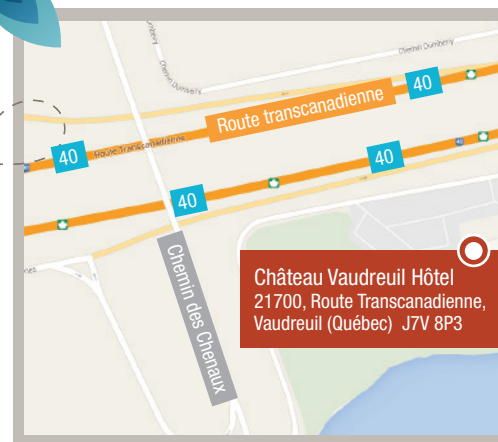 Chemin Dumberry
Chemin Dumberry
40
Route transcanadienne
40
Route Transcanadienne
40
40
Chemin des Chenaux
Château Vaudreuil Hôtel
21700, Route Transcanadienne,
Vaudreuil (Québec) J7V 8P3